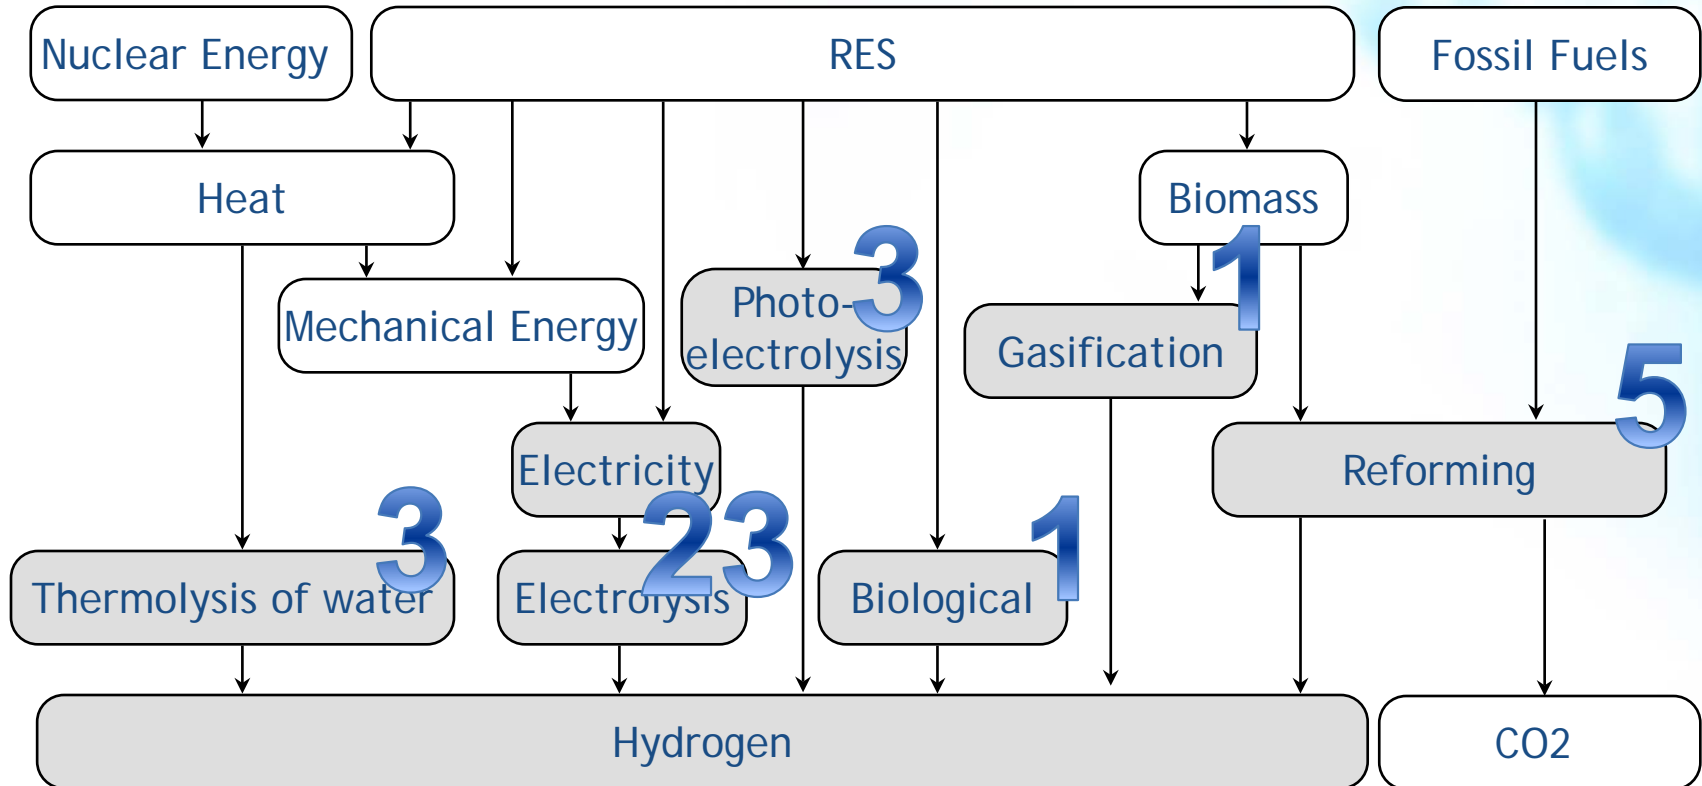 Nuclear Energy
RES
Fossil Fuels
Heat
Biomass
Mechanical Energy
Photo-
electrolysis
3
Gasification
1
Electricity
Reforming
5
Thermolysis of water
3
Electrolysis
23
Biological
1
Hydrogen
CO2